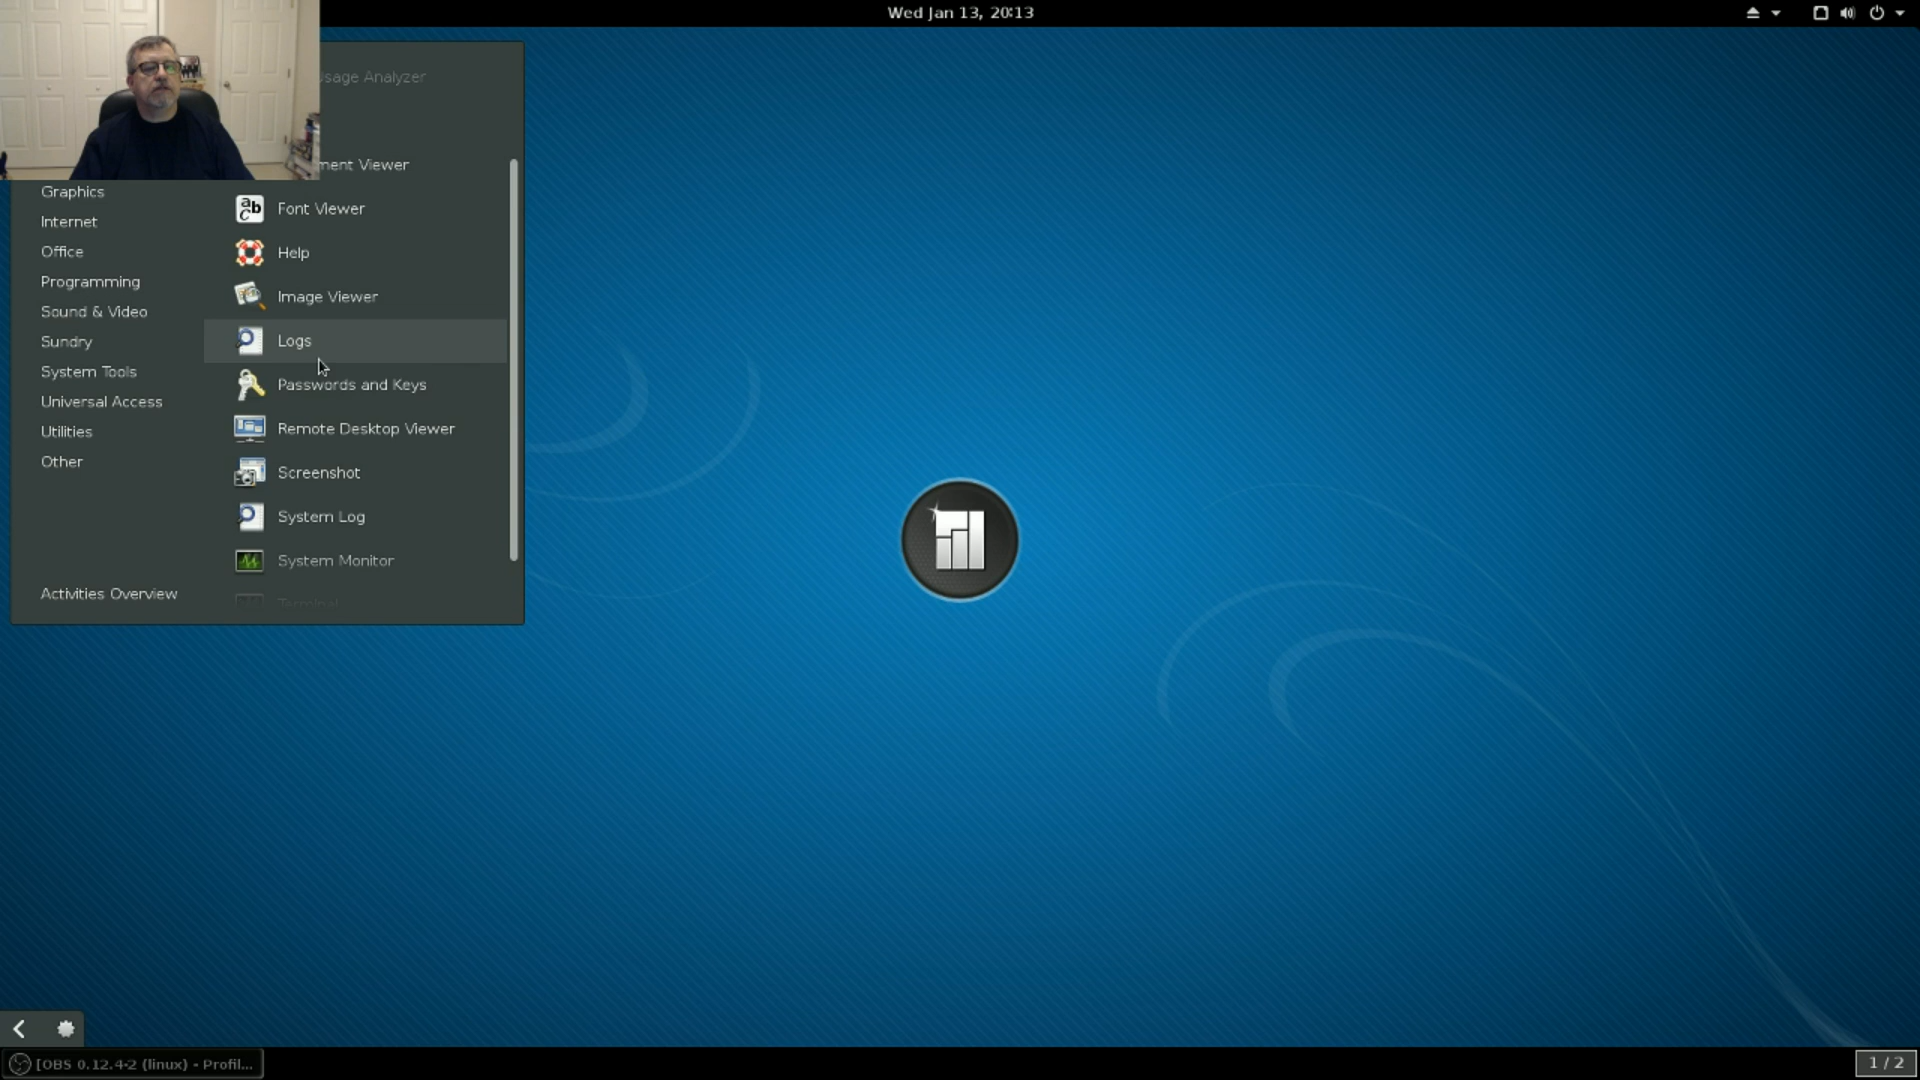 Wed Jan 13, 20:13
Usage Analyzer
ment Viewer
Graphics
Font Viewer
Internet
Help
Office
Programming
Image Viewer
Sound & Video
Sundry
Logs
System Tools
Passwords and Keys
Universal Access
Utilities
Remote Desktop Viewer
Other
Screenshot
System Log
System Monitor
Activities Overview
Terminal
[OBS 0.12.4-2 (linux) - Profil...
1 / 2